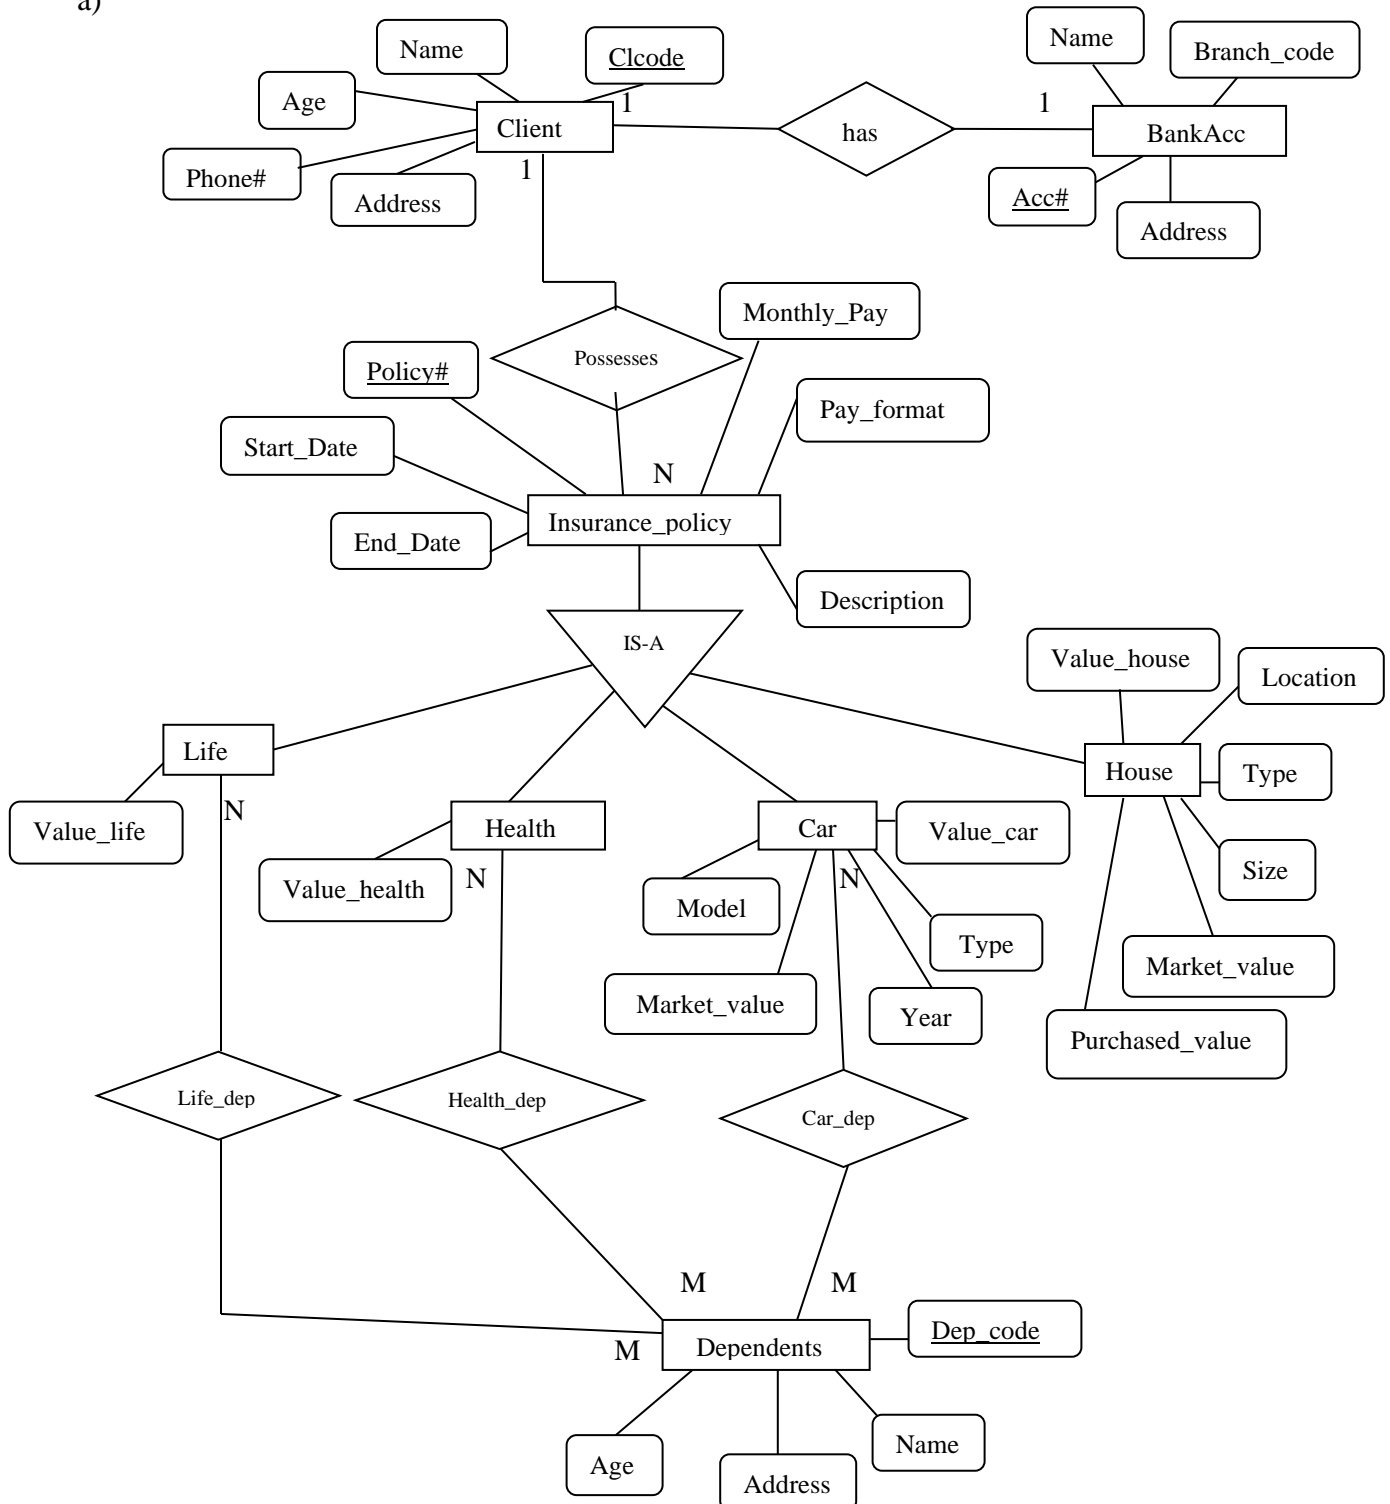 a)
Name
Clcode
Name
Branch_code
Age
1
1
Client
has
BankAcc
Phone#
1
Address
Acc#
Address
Monthly_Pay
Possesses
Policy#
Pay_format
Start_Date
N
Insurance_policy
End_Date
Description
IS-A
Value_house
Location
Life
House
Type
N
Value_life
Health
Car
Value_car
Value_health
N
N
Size
Model
Type
Market_value
Market_value
Year
Purchased_value
Life_dep
Health_dep
Car_dep
M
M
Dep_code
M
Dependents
Name
Age
Address